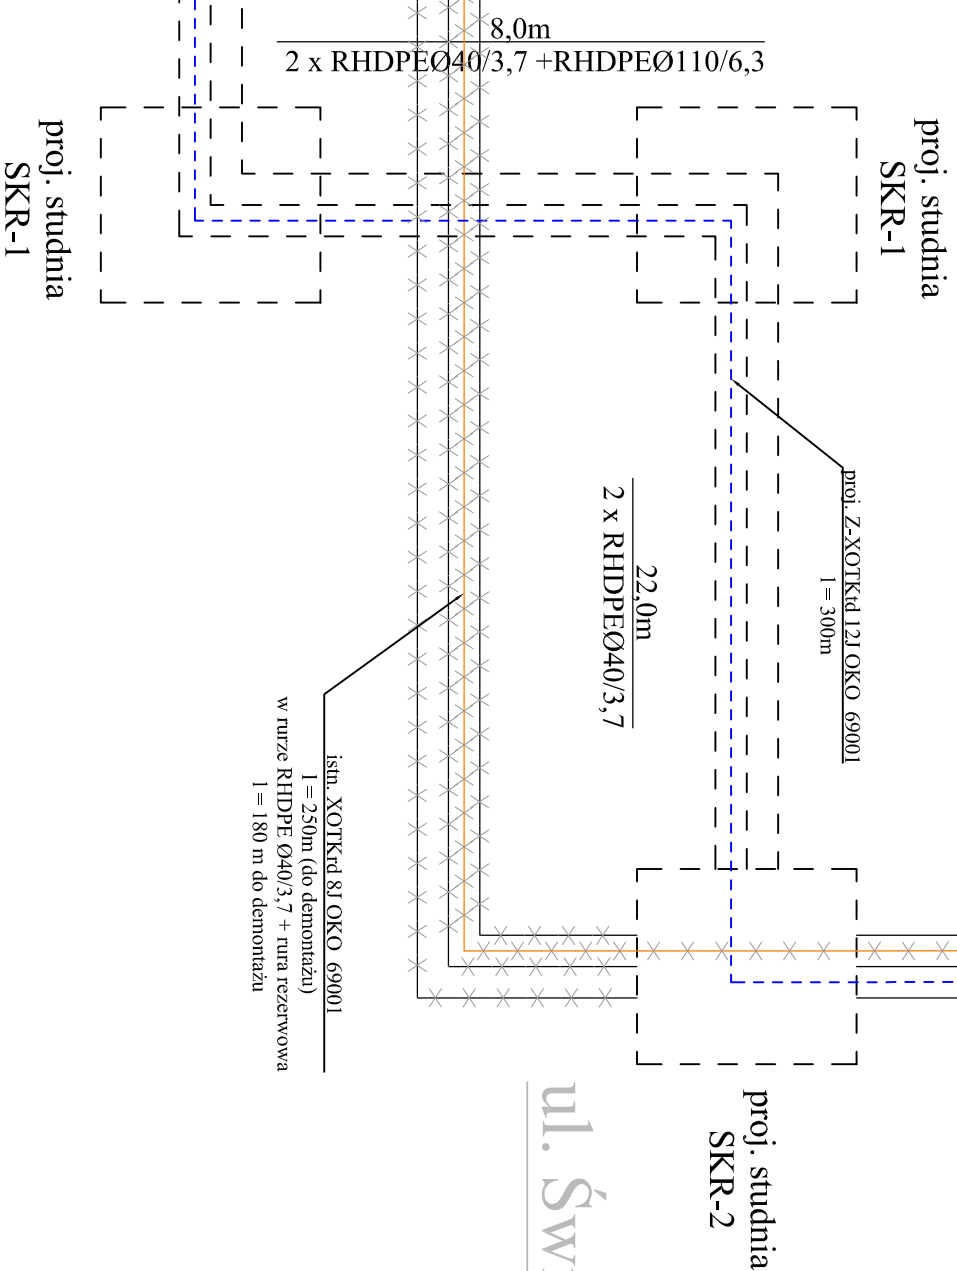 8,0m
2 x RHDPEØ40/3,7 +RHDPEØ110/6,3
proj. studnia
SKR-1
proj. studnia
SKR-1
proj. Z-XOTKtd 12J OKO 69001
l = 300m
22,0m
2 x RHDPEØ40/3,7
istn. XOTKrd 8J OKO 69001
l = 250m (do demontażu)
w rurze RHDPE Ø40/3,7 + rura rezerwowa
l = 180 m do demontażu
proj. studnia
SKR-2
ul. Św